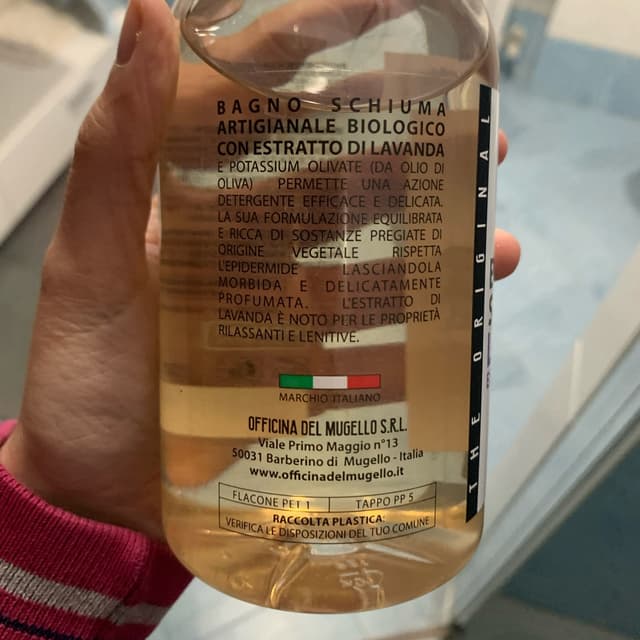 BAGNO SCHIUMA
ARTIGIANALE BIOLOGICO
CON ESTRATTO DI LAVANDA
E POTASSIUM OLIVATE (DA OLIO DI
OLIVA) PERMETTE UNA AZIONE
DETERGENTE EFFICACE E DELICATA.
LA SUA FORMULAZIONE EQUILIBRATA
E RICCA DI SOSTANZE PREGIATE DI
ORIGINE VEGETALE RISPETTA
L'EPIDERMIDE LASCIANDOLA
MORBIDA E DELICATAMENTE
PROFUMATA. L'ESTRATTO DI
LAVANDA È NOTO PER LE PROPRIETÀ
RILASSANTI E LENITIVE.
MARCHIO ITALIANO
OFFICINA DEL MUGELLO S.R.L.
Viale Primo Maggio n°13
50031 Barberino di Mugello - Italia
www.officinadelmugello.it
FLACONE PET 1 TAPPO PP 5
RACCOLTA PLASTICA:
VERIFICA LE DISPOSIZIONI DEL TUO COMUNE
THE ORIGINAL